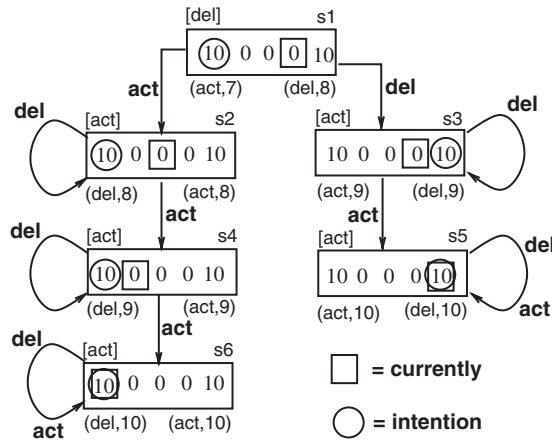 [del] s1
10 0 0 0 10
(act,7) (del,8)
act del
[act] s2
10 0 0 0 10
(del,8) (act,8)
del
[act] s3
10 0 0 0 10
(act,9) (del,9)
del
act act
[act] s4
10 0 0 0 10
(del,9) (act,9)
del
[act] s5
10 0 0 0 10
(act,10) (del,10)
del
act
act
[act] s6
10 0 0 0 10
(del,10) (act,10)
del
act
= currently
= intention